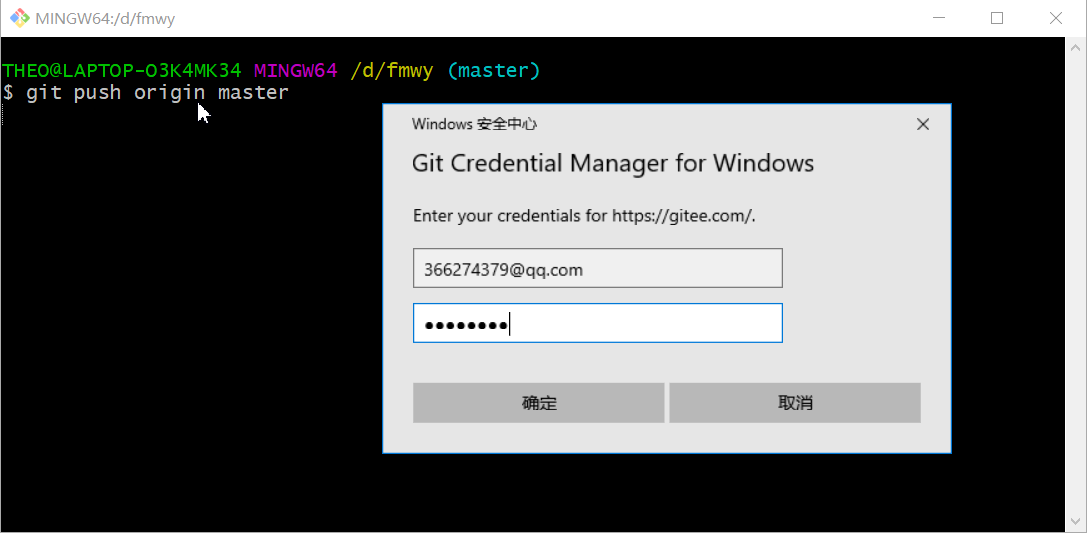 MINGW64:/d/fmwy
THEO@LAPTOP-O3K4MK34 MINGW64 /d/fmwy (master)
$ git push origin master
Windows 安全中心
Git Credential Manager for Windows
Enter your credentials for https://gitee.com/.
366274379@qq.com
••••••••
确定 取消